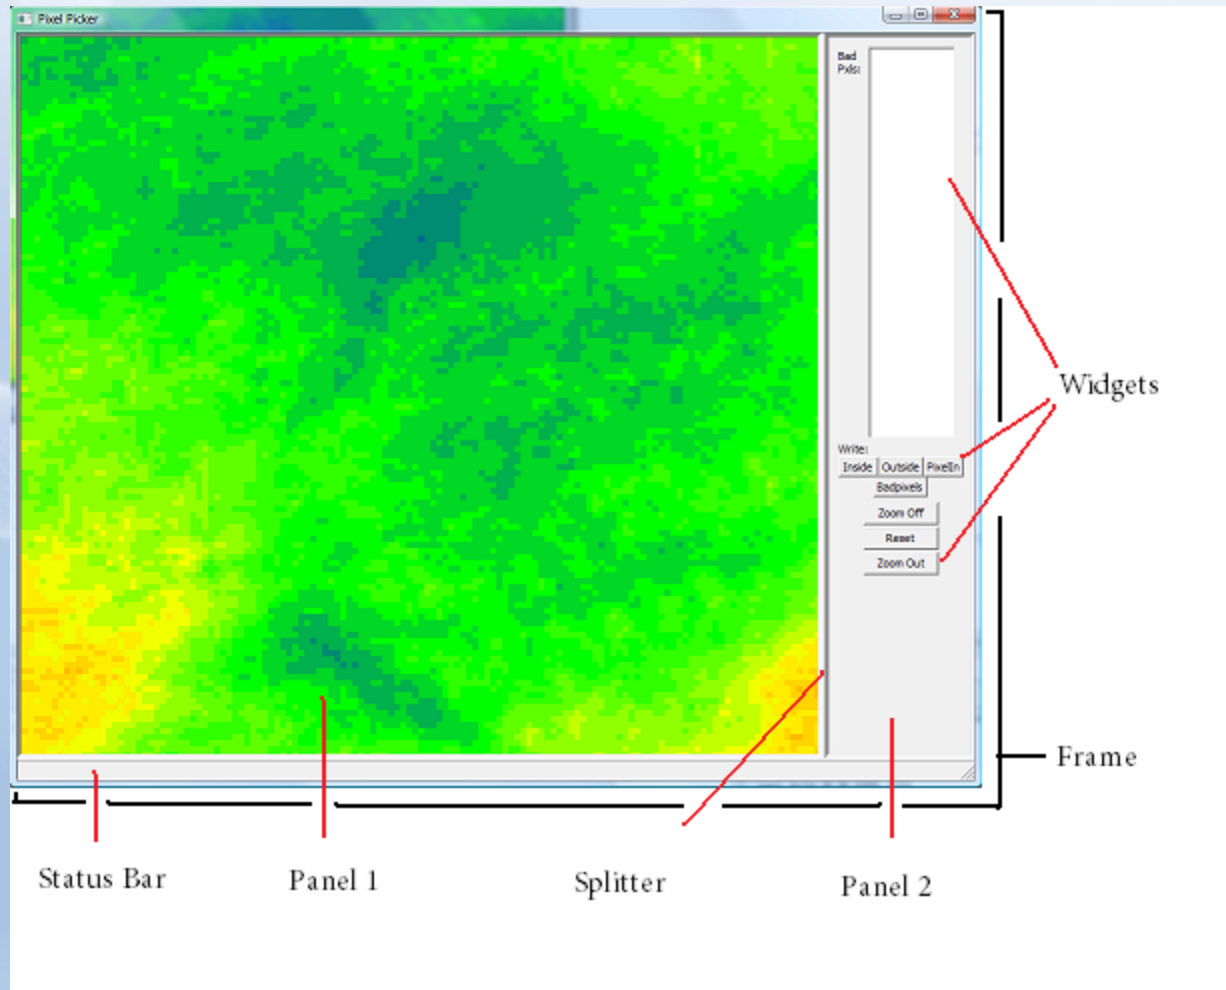 Pixel Picker
Bad
Pxls:
Write:
Inside Outside PixelIn
Badpixels
Zoom Off
Reset
Zoom Out
Widgets
Frame
Status Bar
Panel 1
Splitter
Panel 2